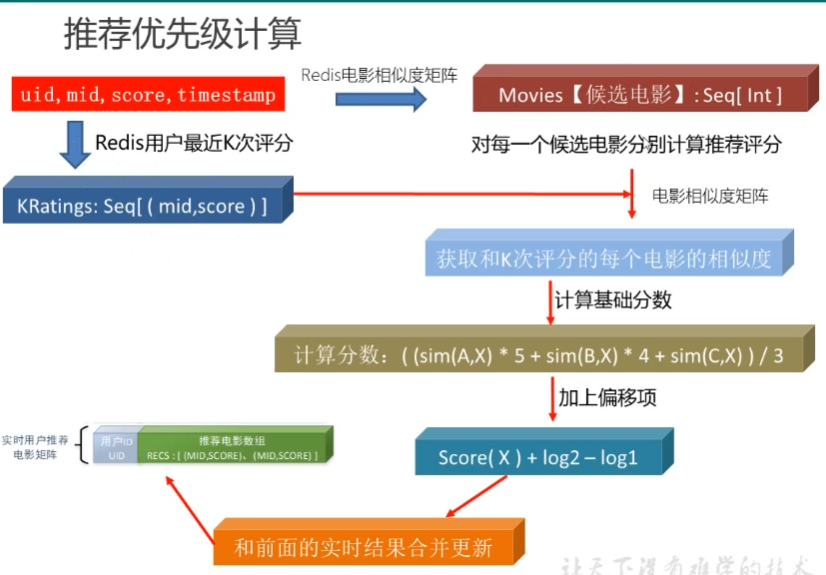 推荐优先级计算
uid,mid,score,timestamp
Redis电影相似度矩阵
Movies【候选电影】: Seq[ Int ]
Redis用户最近K次评分
对每一个候选电影分别计算推荐评分
KRatings: Seq[ ( mid,score ) ]
电影相似度矩阵
获取和K次评分的每个电影的相似度
计算基础分数
计算分数：( (sim(A,X) * 5 + sim(B,X) * 4 + sim(C,X) ) / 3
加上偏移项
实时用户推荐
电影矩阵
用户ID
UID
推荐电影数组
RECS : [ (MID,SCORE)、 (MID,SCORE) ]
Score( X ) + log2 – log1
和前面的实时结果合并更新
让天下没有难学的技术